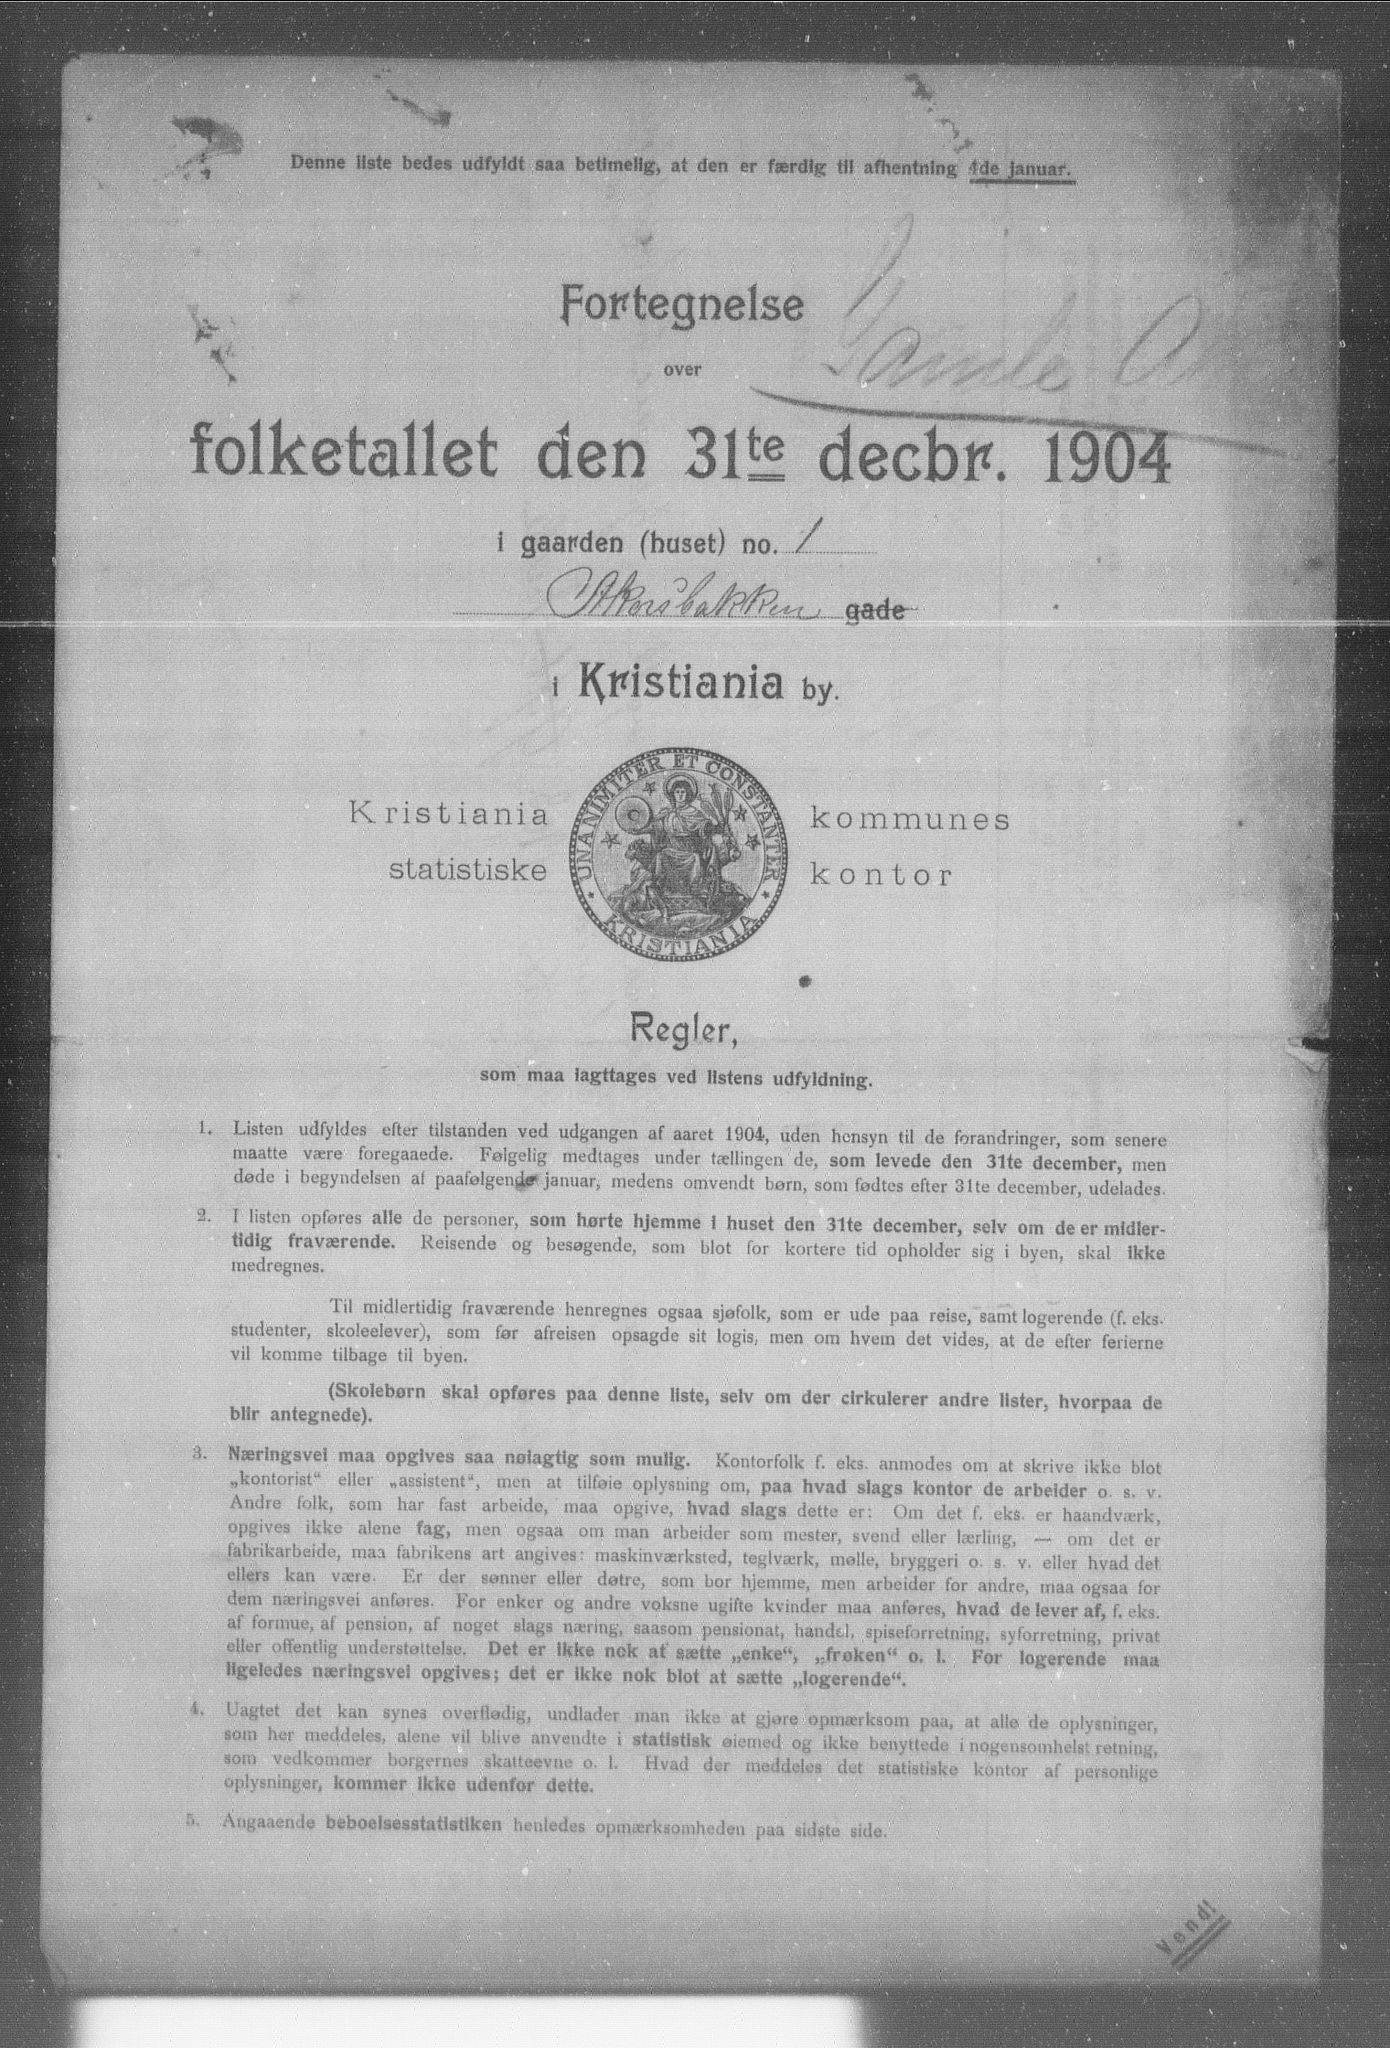 Denne liste bedes udfyldt saa betimelig, at den er færdig til afhentning 4de januar.
Gamle A
Fortegnelse
over
folketallet den 31te decbr. 1904
i gaarden (huset) no. 1
Akersbakken gade
i Kristiania by.
UNANIMITER ET CONSTANTER
KRISTIANIA
Kristiania kommunes
statistiske kontor
Regler,
som maa iagttages ved listens udfyldning.
1. Listen udfyldes efter tilstanden ved udgangen af aaret 1904, uden hensyn til de forandringer, som senere
maatte være foregaaede. Følgelig medtages under tællingen de, som levede den 31te december, men
døde i begyndelsen af paafølgende januar, medens omvendt børn, som fødtes efter 31te december, udelades.
2. I listen opføres alle de personer, som hørte hjemme i huset den 31te december, selv om de er midler-
tidig fraværende. Reisende og besøgende, som blot for kortere tid opholder sig i byen, skal ikke
medregnes.
Til midlertidig fraværende henregnes ogsaa sjøfolk, som er ude paa reise, samt logerende (f. eks.
studenter, skoleelever), som før afreisen opsagde sit logis, men om hvem det vides, at de efter ferierne
vil komme tilbage til byen.
(Skolebørn skal opføres paa denne liste, selv om der cirkulerer andre lister, hvorpaa de
blir antegnede).
3. Næringsvei maa opgives saa nøiagtig som mulig. Kontorfolk f. eks. anmodes om at skrive ikke blot
„kontorist“ eller „assistent“, men at tilføie oplysning om, paa hvad slags kontor de arbeider o. s. v.
Andre folk, som har fast arbeide, maa opgive, hvad slags dette er: Om det f. eks. er haandværk,
opgives ikke alene fag, men ogsaa om man arbeider som mester, svend eller lærling, — om det er
fabrikarbeide, maa fabrikens art angives: maskinværksted, teglværk, mølle, bryggeri o. s. v. eller hvad det
ellers kan være. Er der sønner eller døtre, som bor hjemme, men arbeider for andre, maa ogsaa for
dem næringsvei anføres. For enker og andre voksne ugifte kvinder maa anføres, hvad de lever af, f. eks.
af formue, af pension, af noget slags næring, saasom pensionat, handel, spiseforretning, syforretning, privat
eller offentlig understøttelse. Det er ikke nok at sætte „enke“, „frøken“ o. l. For logerende maa
ligeledes næringsvei opgives; det er ikke nok blot at sætte „logerende“.
4. Uagtet det kan synes overflødig, undlader man ikke at gjøre opmærksom paa, at alle de oplysninger,
som her meddeles, alene vil blive anvendte i statistisk øiemed og ikke benyttede i nogensomhelst retning,
som vedkommer borgernes skatteevne o. l. Hvad der meddeles det statistiske kontor af personlige
oplysninger, kommer ikke udenfor dette.
5. Angaaende beboelsesstatistiken henledes opmærksomheden paa sidste side.
Vend!